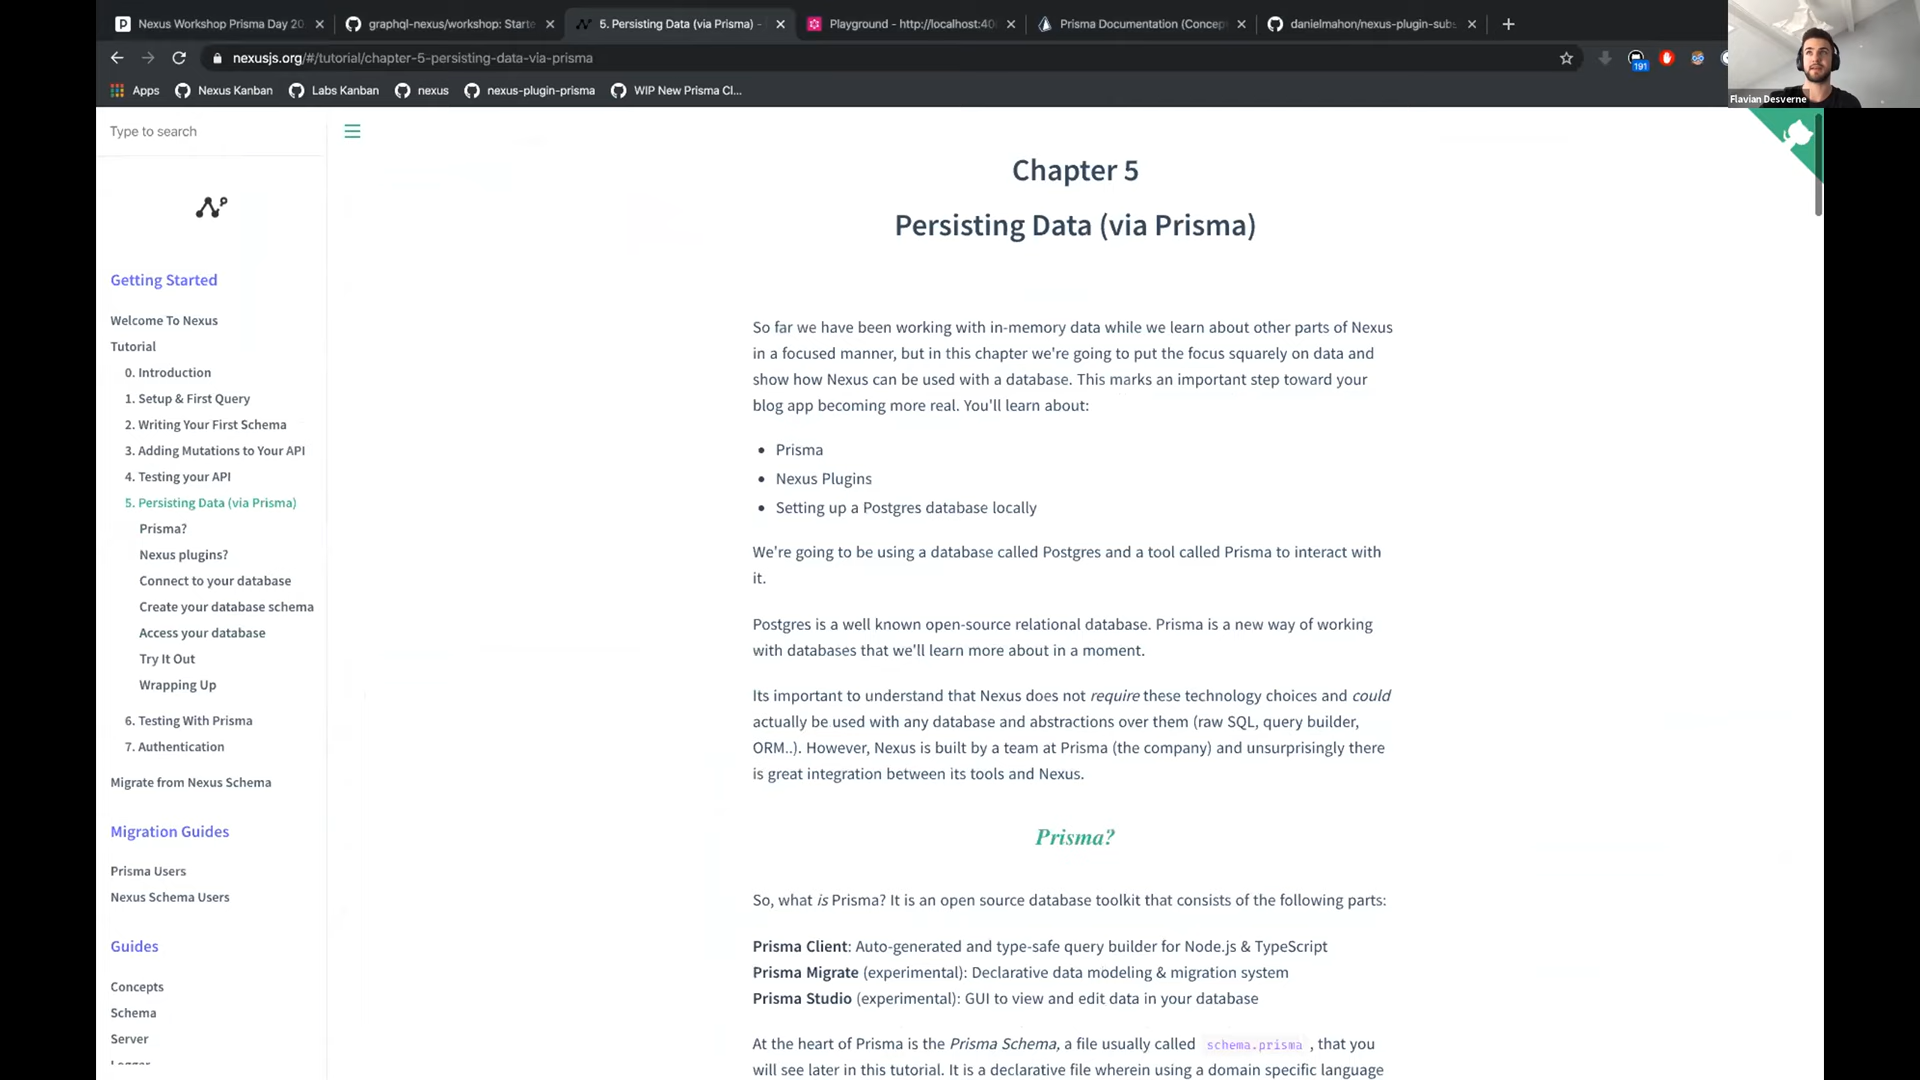 Nexus Workshop Prisma Day 20
graphql-nexus/workshop: Starte
5. Persisting Data (via Prisma) -
Playground - http://localhost:40
Prisma Documentation (Concep
danielmahon/nexus-plugin-subs
nexusjs.org/#/tutorial/chapter-5-persisting-data-via-prisma
191
Apps
Nexus Kanban
Labs Kanban
nexus
nexus-plugin-prisma
WIP New Prisma Cl...
Flavian Desverne
Type to search
Getting Started
Welcome To Nexus
Tutorial
0. Introduction
1. Setup & First Query
2. Writing Your First Schema
3. Adding Mutations to Your API
4. Testing your API
5. Persisting Data (via Prisma)
Prisma?
Nexus plugins?
Connect to your database
Create your database schema
Access your database
Try It Out
Wrapping Up
6. Testing With Prisma
7. Authentication
Migrate from Nexus Schema
Migration Guides
Prisma Users
Nexus Schema Users
Guides
Concepts
Schema
Server
Logger
Chapter 5
Persisting Data (via Prisma)
So far we have been working with in-memory data while we learn about other parts of Nexus
in a focused manner, but in this chapter we're going to put the focus squarely on data and
show how Nexus can be used with a database. This marks an important step toward your
blog app becoming more real. You'll learn about:
• Prisma
• Nexus Plugins
• Setting up a Postgres database locally
We're going to be using a database called Postgres and a tool called Prisma to interact with
it.
Postgres is a well known open-source relational database. Prisma is a new way of working
with databases that we'll learn more about in a moment.
Its important to understand that Nexus does not require these technology choices and could
actually be used with any database and abstractions over them (raw SQL, query builder,
ORM..). However, Nexus is built by a team at Prisma (the company) and unsurprisingly there
is great integration between its tools and Nexus.
Prisma?
So, what is Prisma? It is an open source database toolkit that consists of the following parts:
Prisma Client: Auto-generated and type-safe query builder for Node.js & TypeScript
Prisma Migrate (experimental): Declarative data modeling & migration system
Prisma Studio (experimental): GUI to view and edit data in your database
At the heart of Prisma is the Prisma Schema, a file usually called schema.prisma , that you
will see later in this tutorial. It is a declarative file wherein using a domain specific language